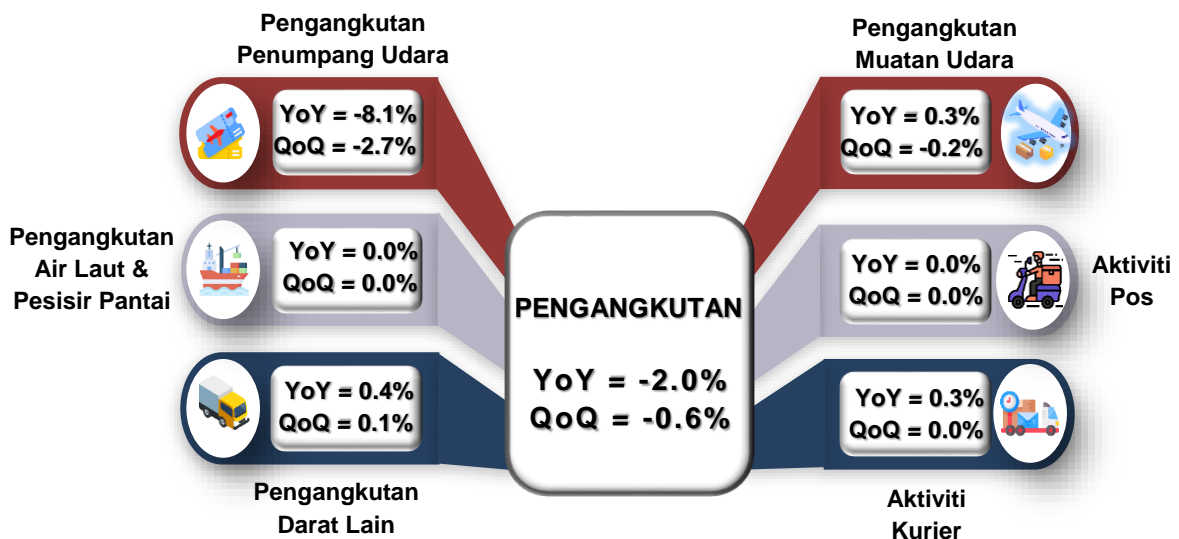 Pengangkutan
Penumpang Udara
YoY = -8.1%
QoQ = -2.7%
Pengangkutan
Muatan Udara
YoY = 0.3%
QoQ = -0.2%
Pengangkutan
Air Laut &
Pesisir Pantai
YoY = 0.0%
QoQ = 0.0%
PENGANGKUTAN
YoY = -2.0%
QoQ = -0.6%
YoY = 0.0%
QoQ = 0.0%
Aktiviti
Pos
YoY = 0.4%
QoQ = 0.1%
Pengangkutan
Darat Lain
YoY = 0.3%
QoQ = 0.0%
Aktiviti
Kurier